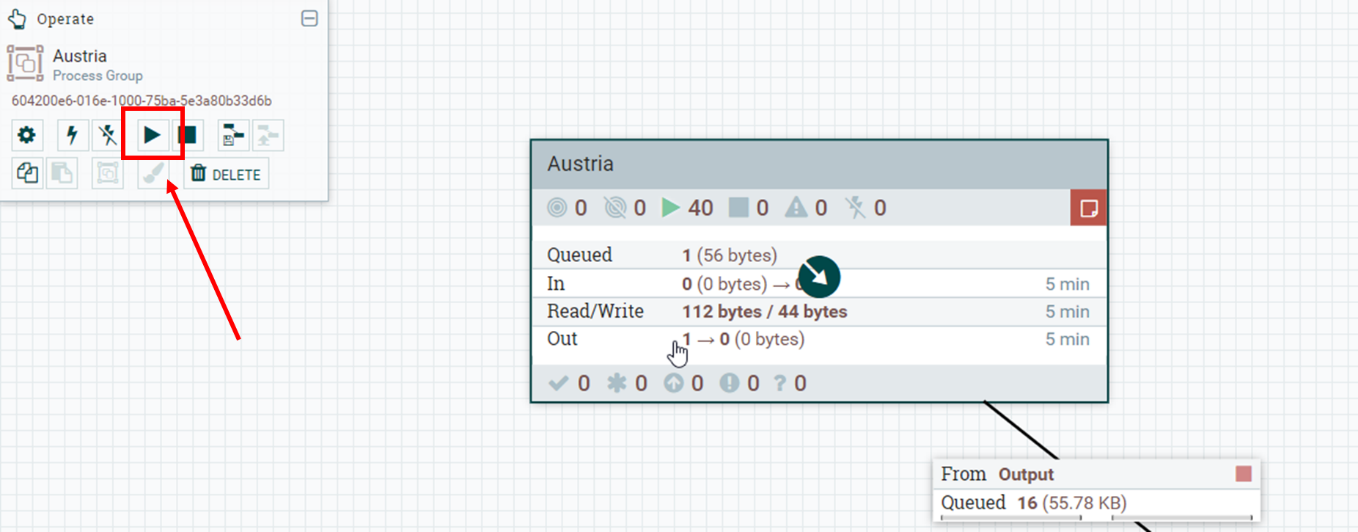 Operate
Austria
Process Group
604200e6-016e-1000-75ba-5e3a80b33d6b
DELETE
Austria
0 0 40 0 0 0
Queued 1 (56 bytes)
In 0 (0 bytes) → 5 min
Read/Write 112 bytes / 44 bytes 5 min
Out 1 → 0 (0 bytes) 5 min
0 0 0 0 ? 0
From Output
Queued 16 (55.78 KB)